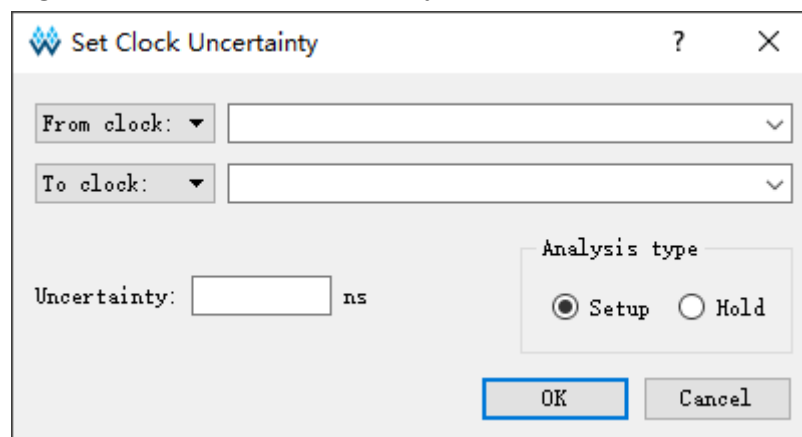 Set Clock Uncertainty ?
From clock:
To clock:
Analysis type
Uncertainty: ns
Setup Hold
OK Cancel